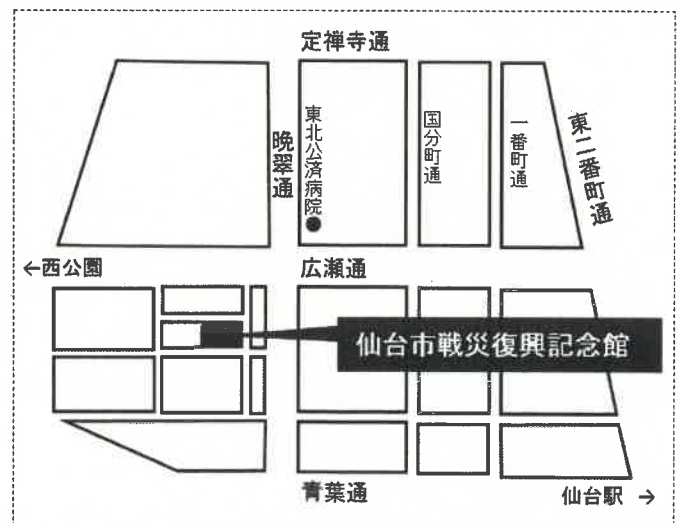 定禅寺通
晩翠通
東北公済病院
国分町通
一番町通
東二番町通
←西公園
広瀬通
仙台市戦災復興記念館
青葉通
仙台駅 →